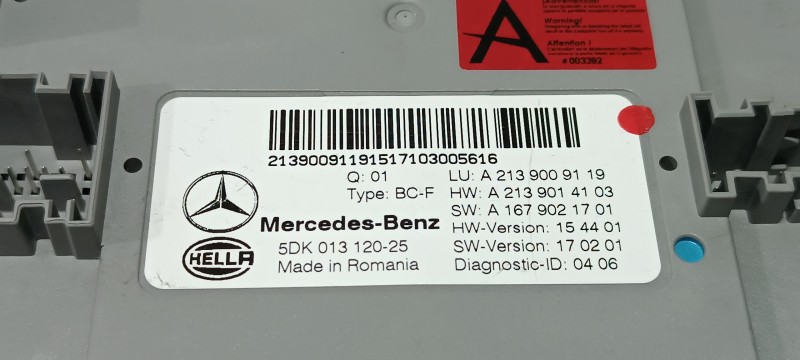 Warning!
Attention !
# 003392
A
21390091191517103005616
Q: 01
LU: A 213 900 91 19
Type: BC-F
HW: A 213 901 41 03
SW: A 167 902 17 01
Mercedes-Benz
HW-Version: 15 44 01
HELLA
5DK 013 120-25
SW-Version: 17 02 01
Made in Romania
Diagnostic-ID: 04 06